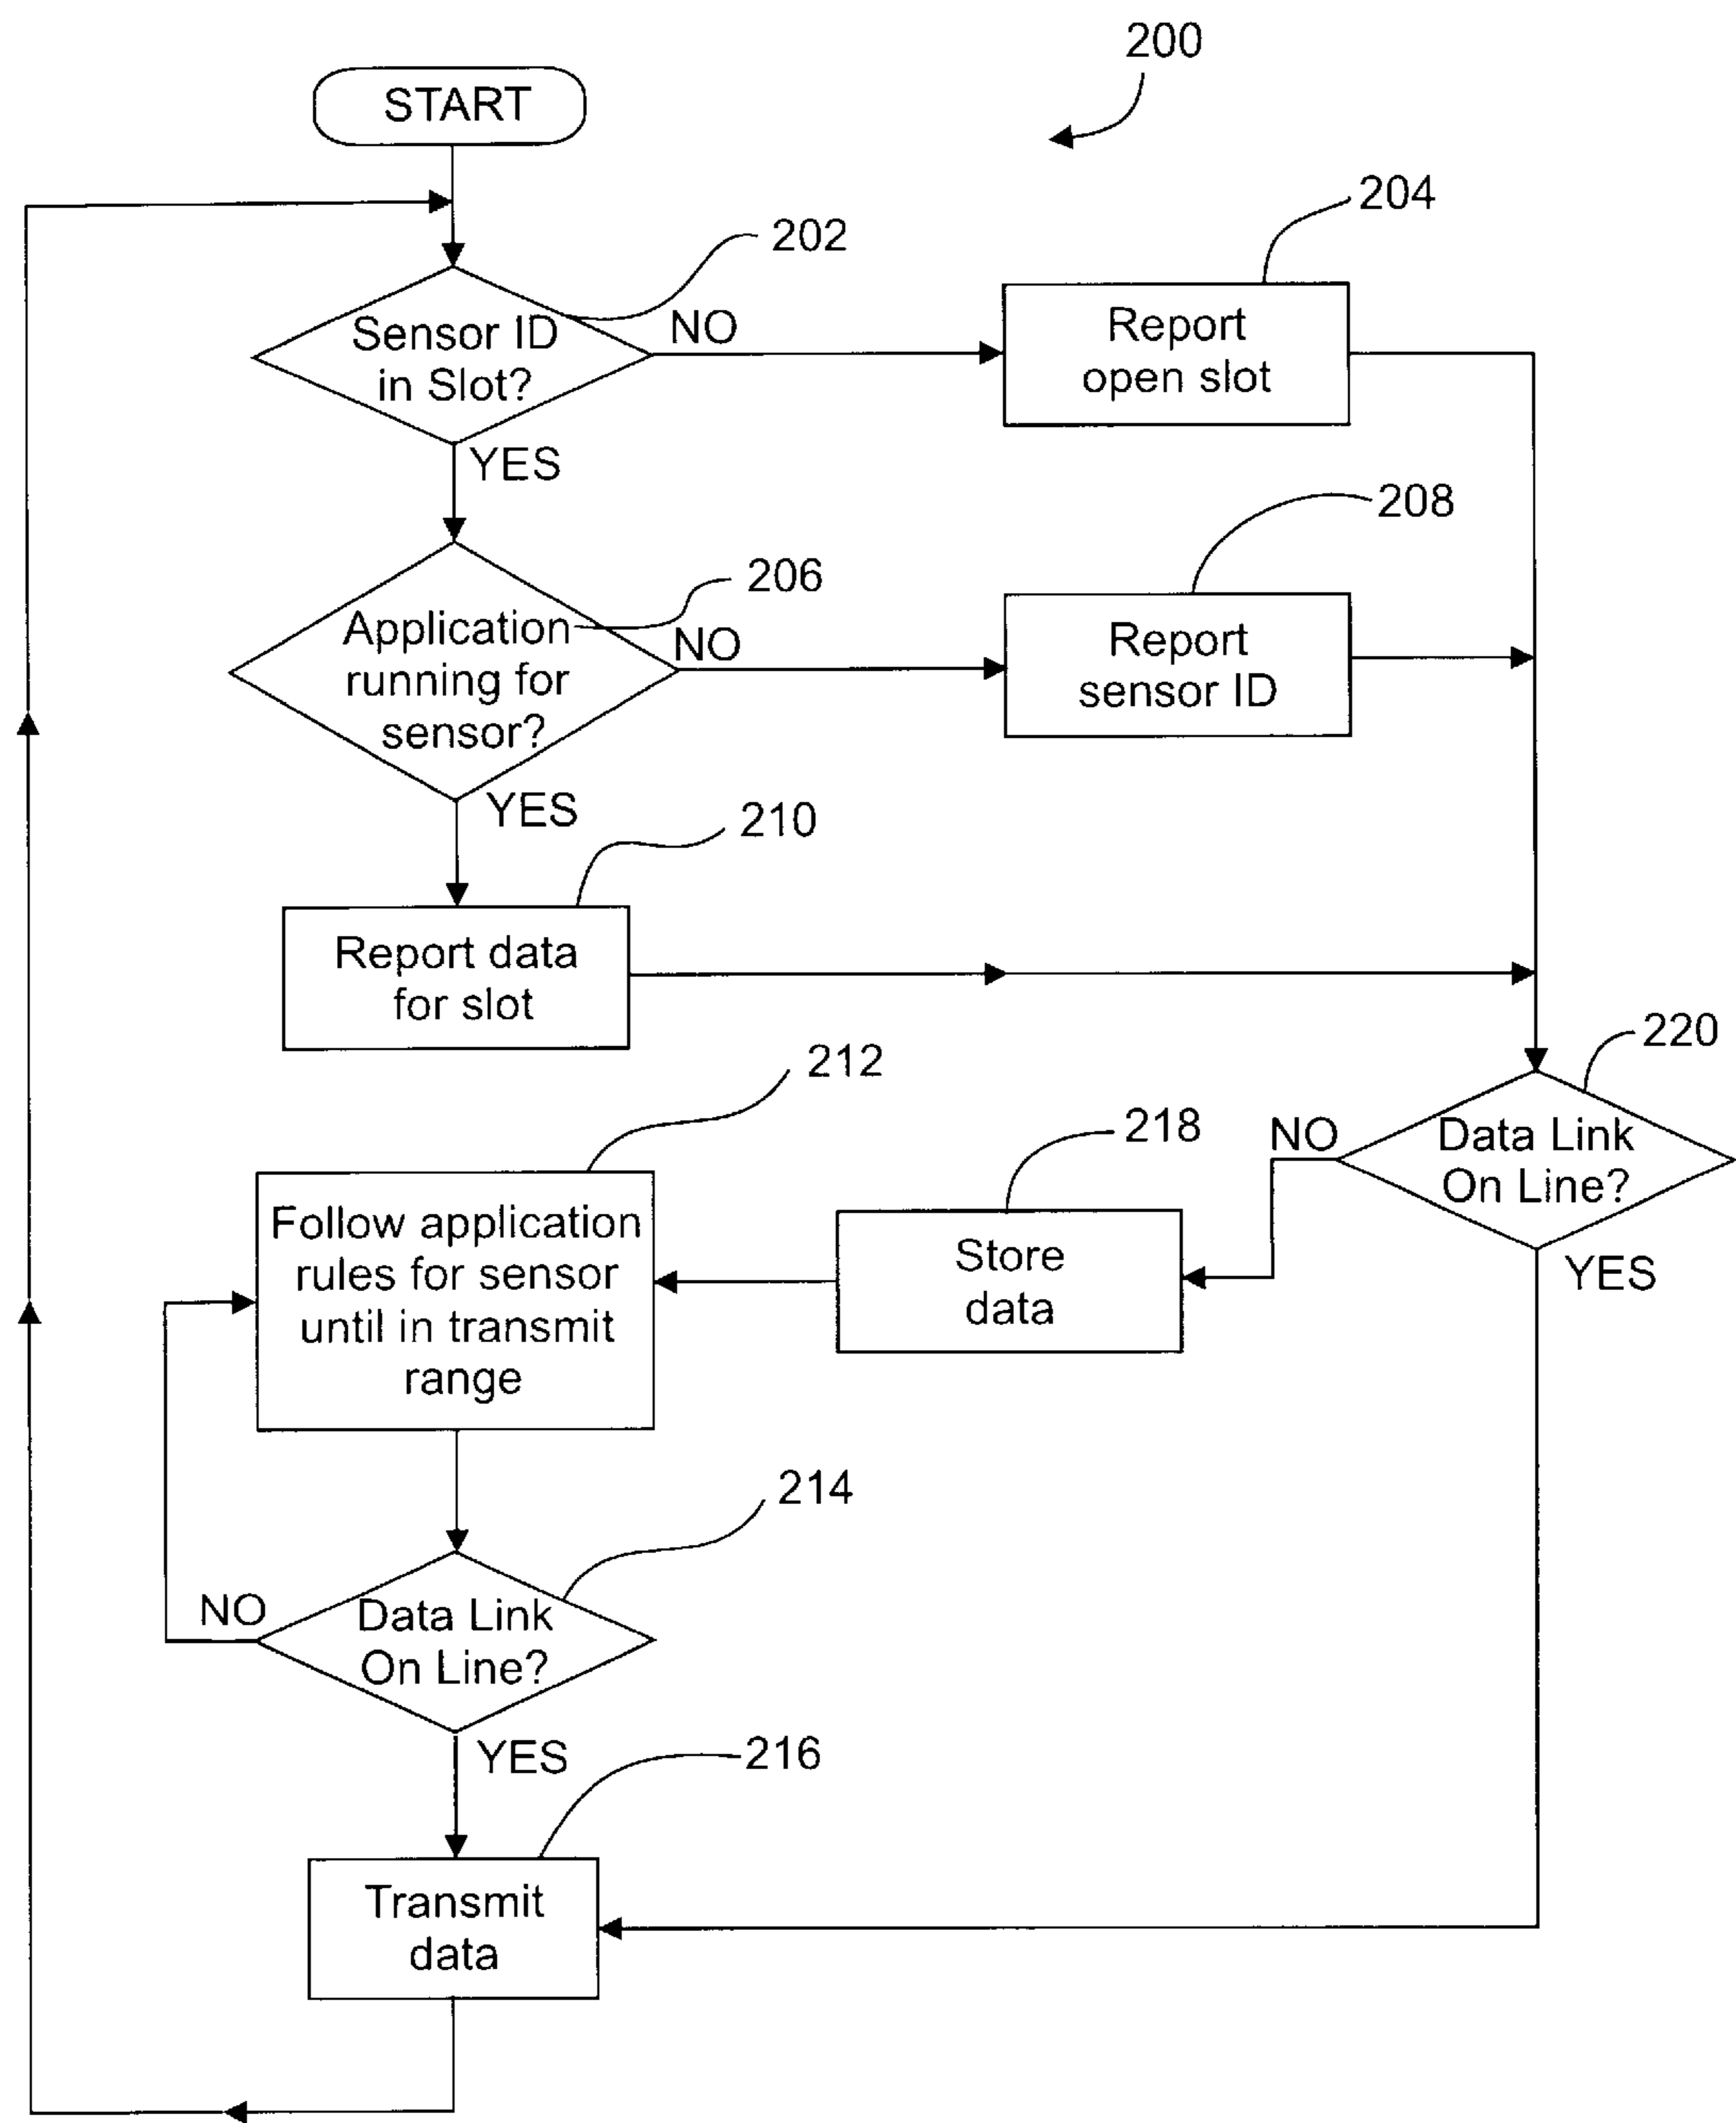 200
START
204
202
Sensor ID
in Slot?
NO
Report
open slot
YES
208
206
Application
running for
sensor?
NO
Report
sensor ID
YES
210
Report data
for slot
220
212
218
NO
Data Link
On Line?
Follow application
rules for sensor
until in transmit
range
Store
data
YES
214
NO
Data Link
On Line?
YES
216
Transmit
data